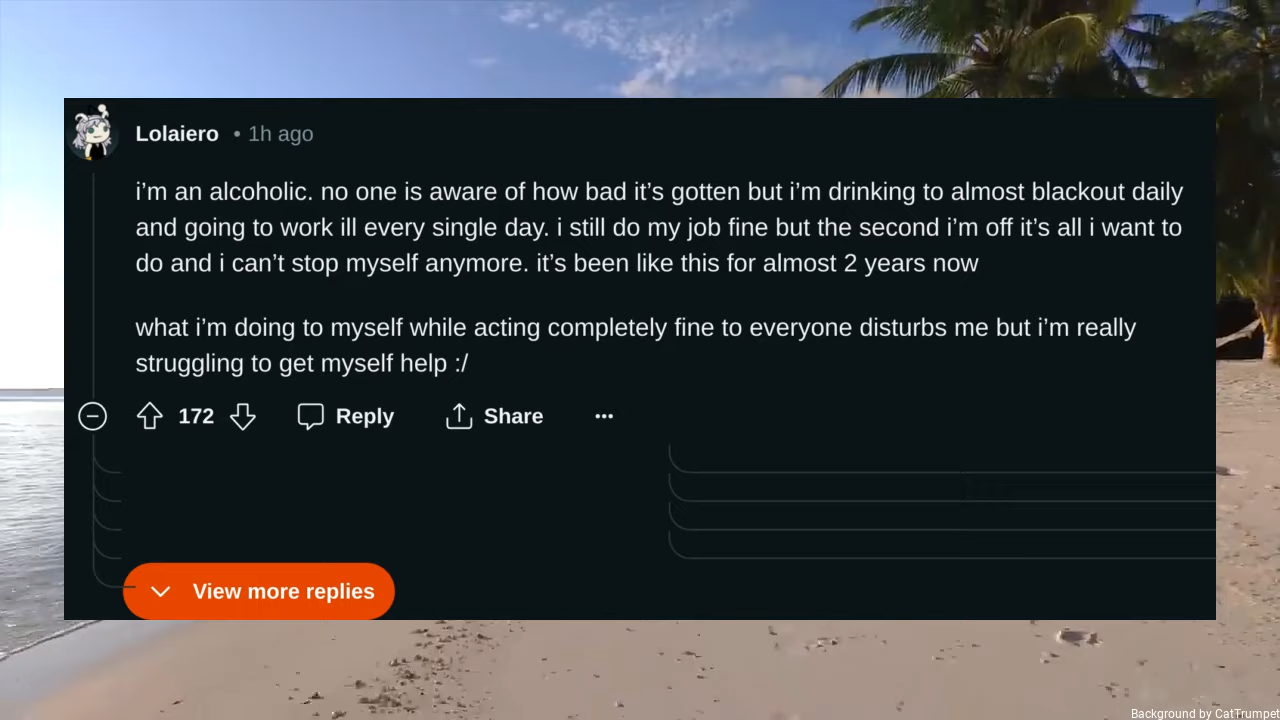 Lolaiero • 1h ago
i’m an alcoholic. no one is aware of how bad it’s gotten but i’m drinking to almost blackout daily
and going to work ill every single day. i still do my job fine but the second i’m off it’s all i want to
do and i can’t stop myself anymore. it’s been like this for almost 2 years now
what i’m doing to myself while acting completely fine to everyone disturbs me but i’m really
struggling to get myself help :/
172 Reply Share •••
View more replies
Background by CatTrumpet